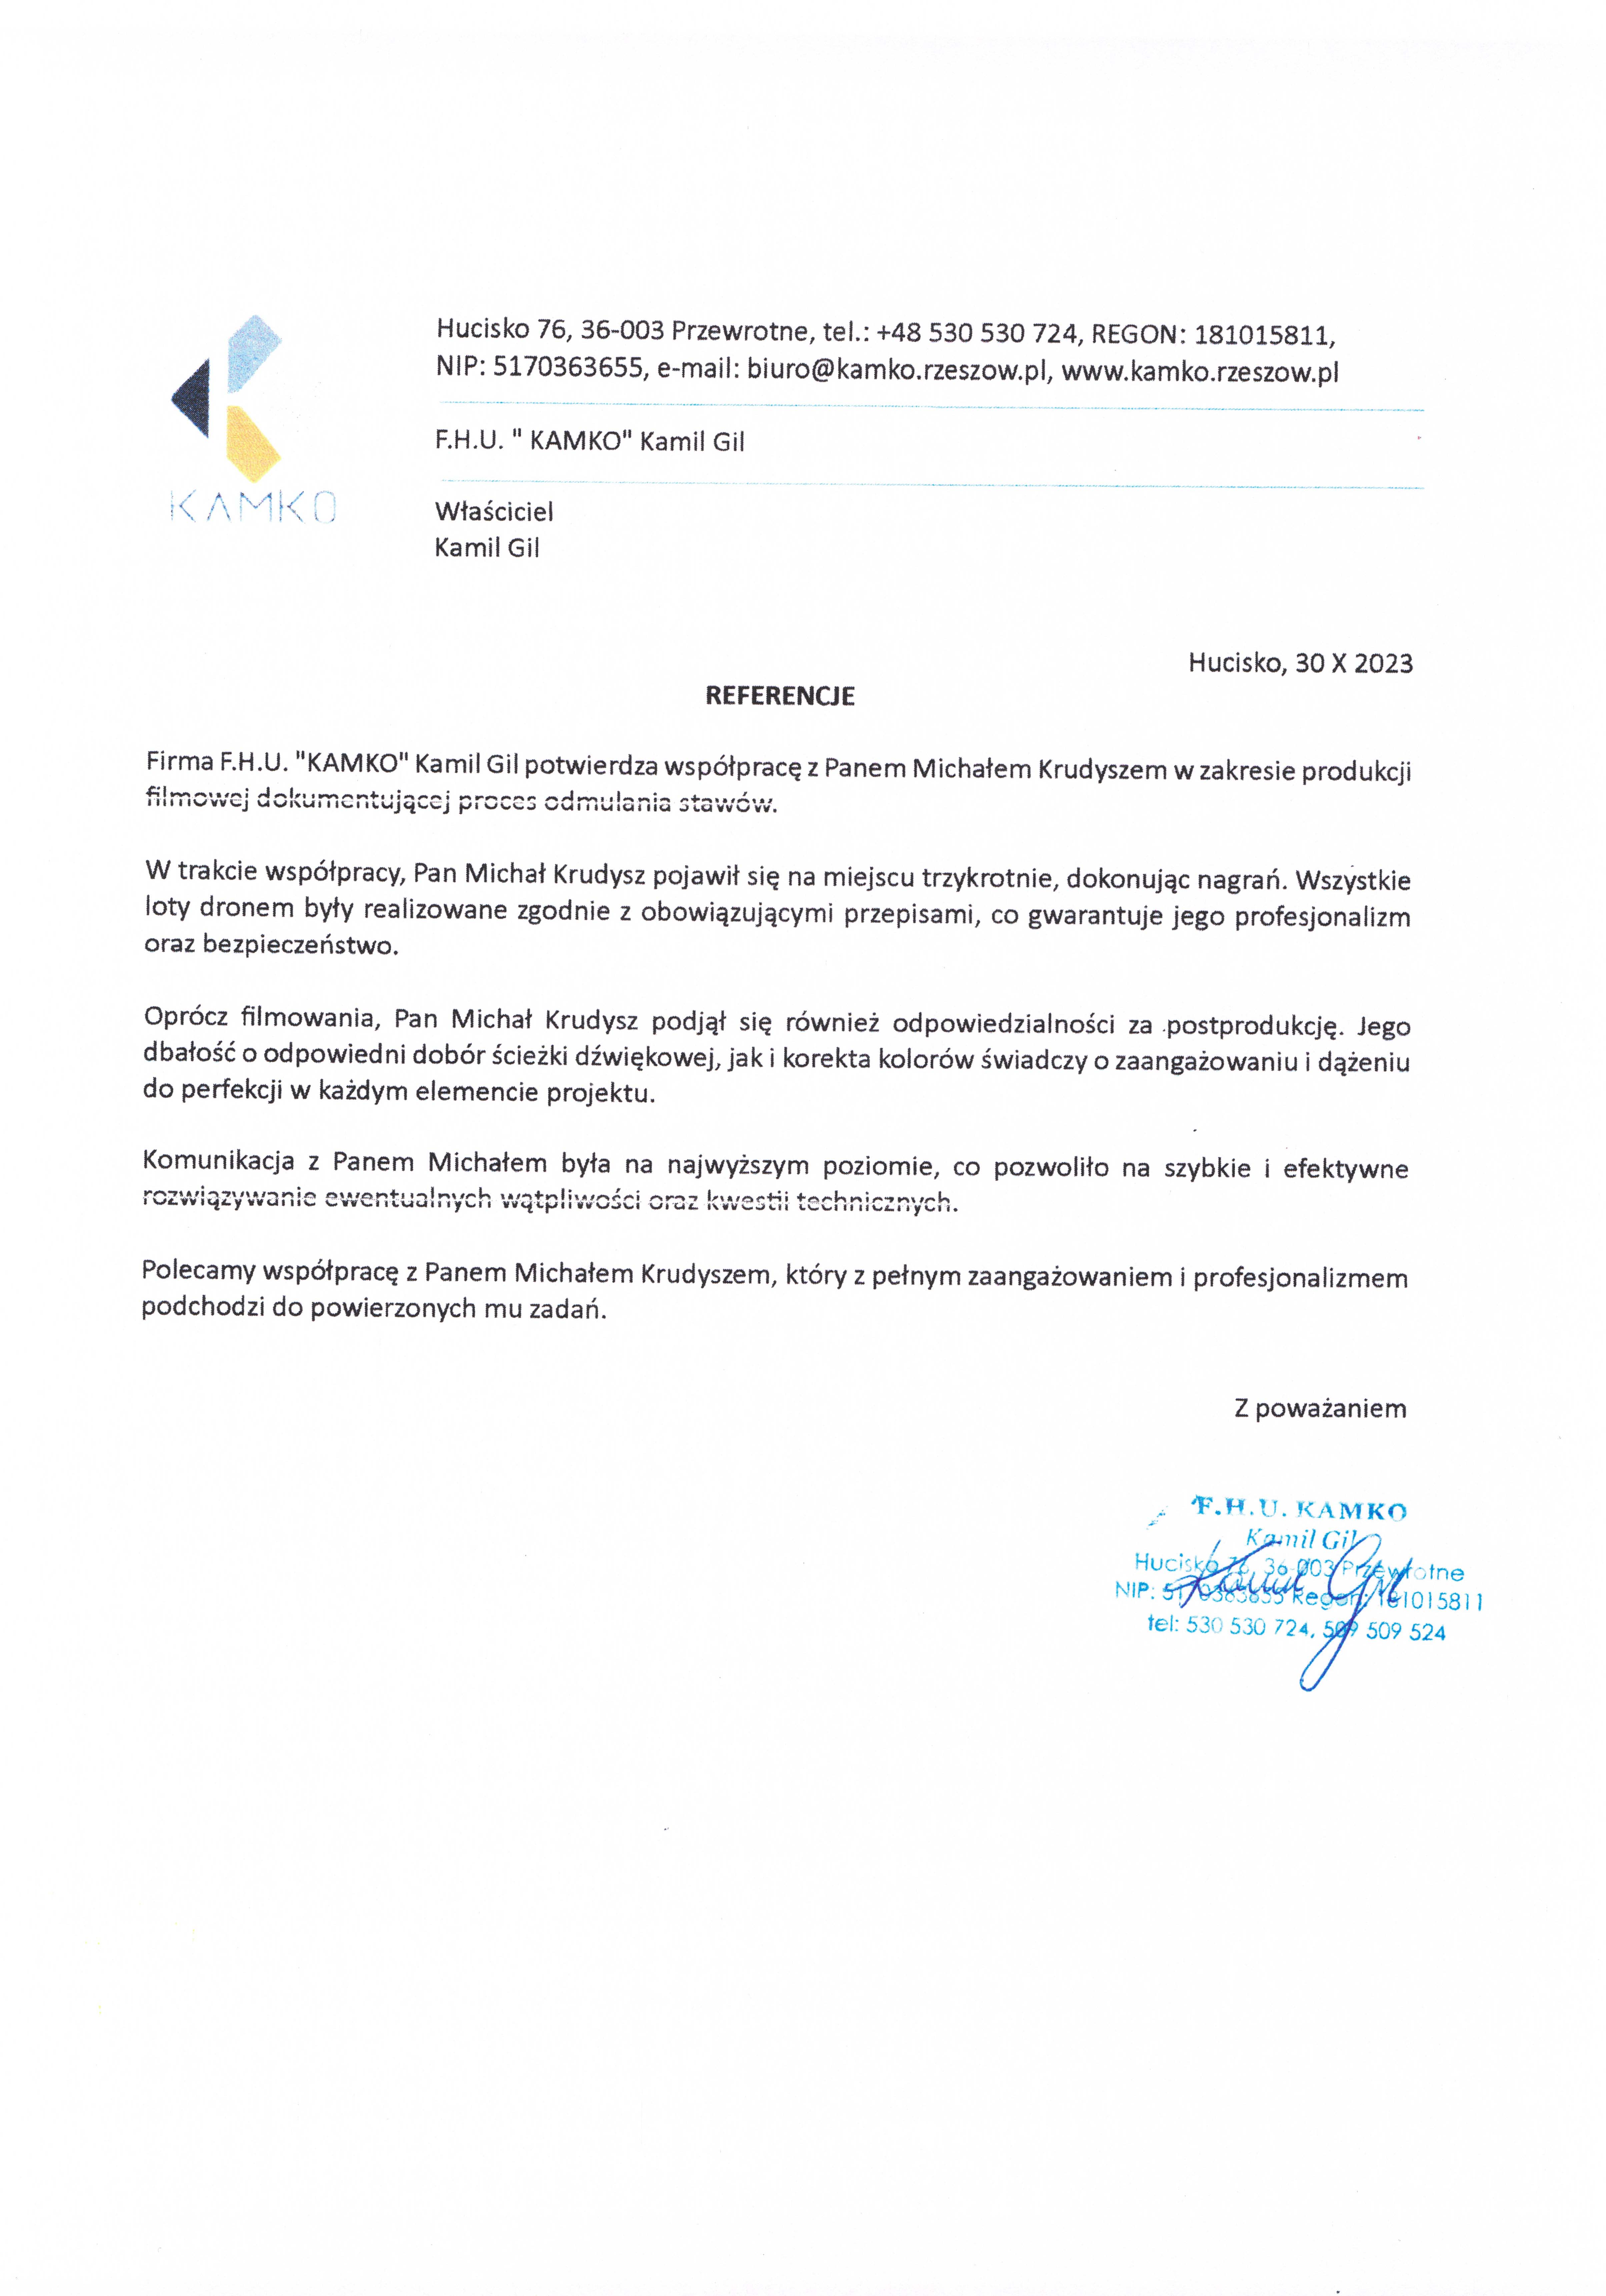 Hucisko 76, 36-003 Przewrotne, tel.: +48 530 530 724, REGON: 181015811,
NIP: 5170363655, e-mail: biuro@kamko.rzeszow.pl, www.kamko.rzeszow.pl
F.H.U. " KAMKO" Kamil Gil
KAMKO
Właściciel
Kamil Gil
Hucisko, 30 X 2023
REFERENCJE
Firma F.H.U. "KAMKO" Kamil Gil potwierdza współpracę z Panem Michałem Krudyszem w zakresie produkcji
filmowej dokumentującej proces odmulania stawów.
W trakcie współpracy, Pan Michał Krudysz pojawił się na miejscu trzykrotnie, dokonując nagrań. Wszystkie
loty dronem były realizowane zgodnie z obowiązującymi przepisami, co gwarantuje jego profesjonalizm
oraz bezpieczeństwo.
Oprócz filmowania, Pan Michał Krudysz podjął się również odpowiedzialności za postprodukcję. Jego
dbałość o odpowiedni dobór ścieżki dźwiękowej, jak i korekta kolorów świadczy o zaangażowaniu i dążeniu
do perfekcji w każdym elemencie projektu.
Komunikacja z Panem Michałem była na najwyższym poziomie, co pozwoliło na szybkie i efektywne
rozwiązywanie ewentualnych wątpliwości oraz kwestii technicznych.
Polecamy współpracę z Panem Michałem Krudyszem, który z pełnym zaangażowaniem i profesjonalizmem
podchodzi do powierzonych mu zadań.
Z poważaniem
F.H.U. KAMKO
Kamil Gil
Hucisko 76, 36-003 Przewrotne
NIP: Regon: 181015811
tel: 530 530 724, 509 509 524
Kamil Gil